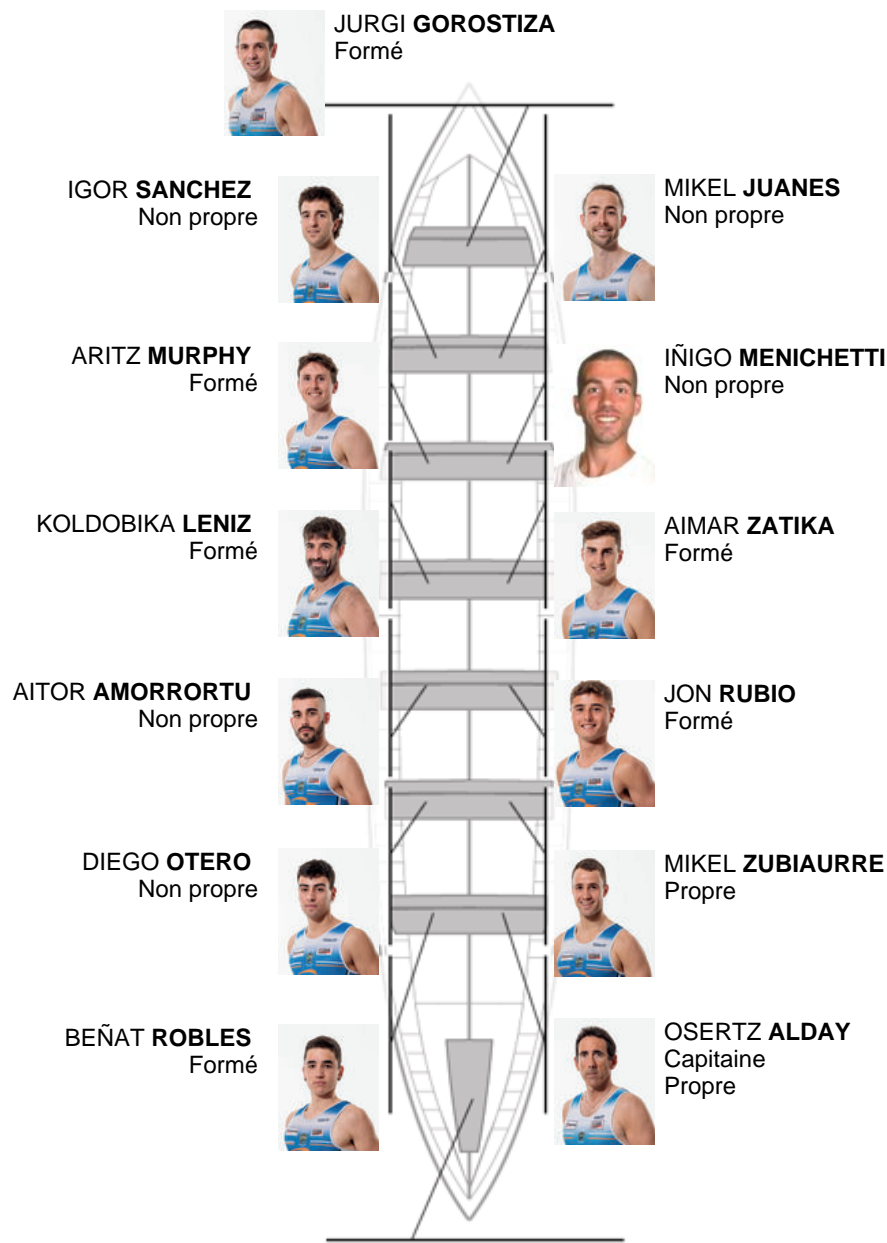 JURGI GOROSTIZA
Formé
IGOR SANCHEZ
Non propre
MIKEL JUANES
Non propre
ARITZ MURPHY
Formé
IÑIGO MENICHETTI
Non propre
KOLDOBIKA LENIZ
Formé
AIMAR ZATIKA
Formé
AITOR AMORRORTU
Non propre
JON RUBIO
Formé
DIEGO OTERO
Non propre
MIKEL ZUBIAURRE
Propre
BEÑAT ROBLES
Formé
OSERTZ ALDAY
Capitaine
Propre